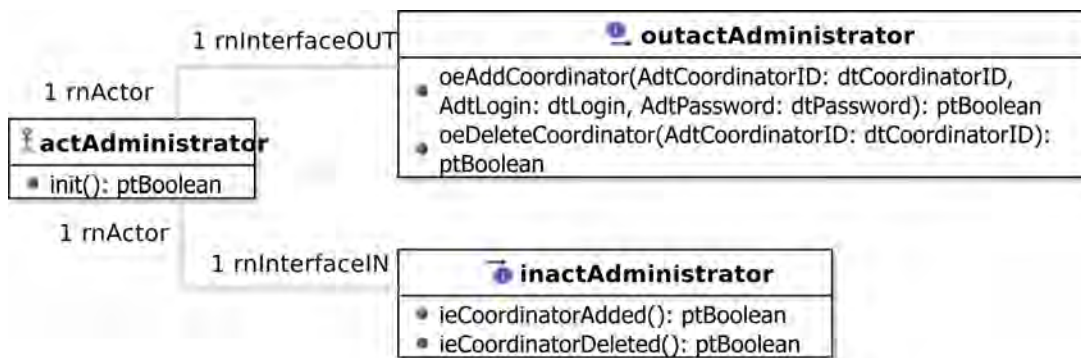 1 rnInterfaceOUT
outactAdministrator
oeAddCoordinator(AdtCoordinatorID: dtCoordinatorID,
AdtLogin: dtLogin, AdtPassword: dtPassword): ptBoolean
oeDeleteCoordinator(AdtCoordinatorID: dtCoordinatorID):
ptBoolean
1 rnActor
actAdministrator
init(): ptBoolean
1 rnActor
1 rnInterfaceIN
inactAdministrator
ieCoordinatorAdded(): ptBoolean
ieCoordinatorDeleted(): ptBoolean